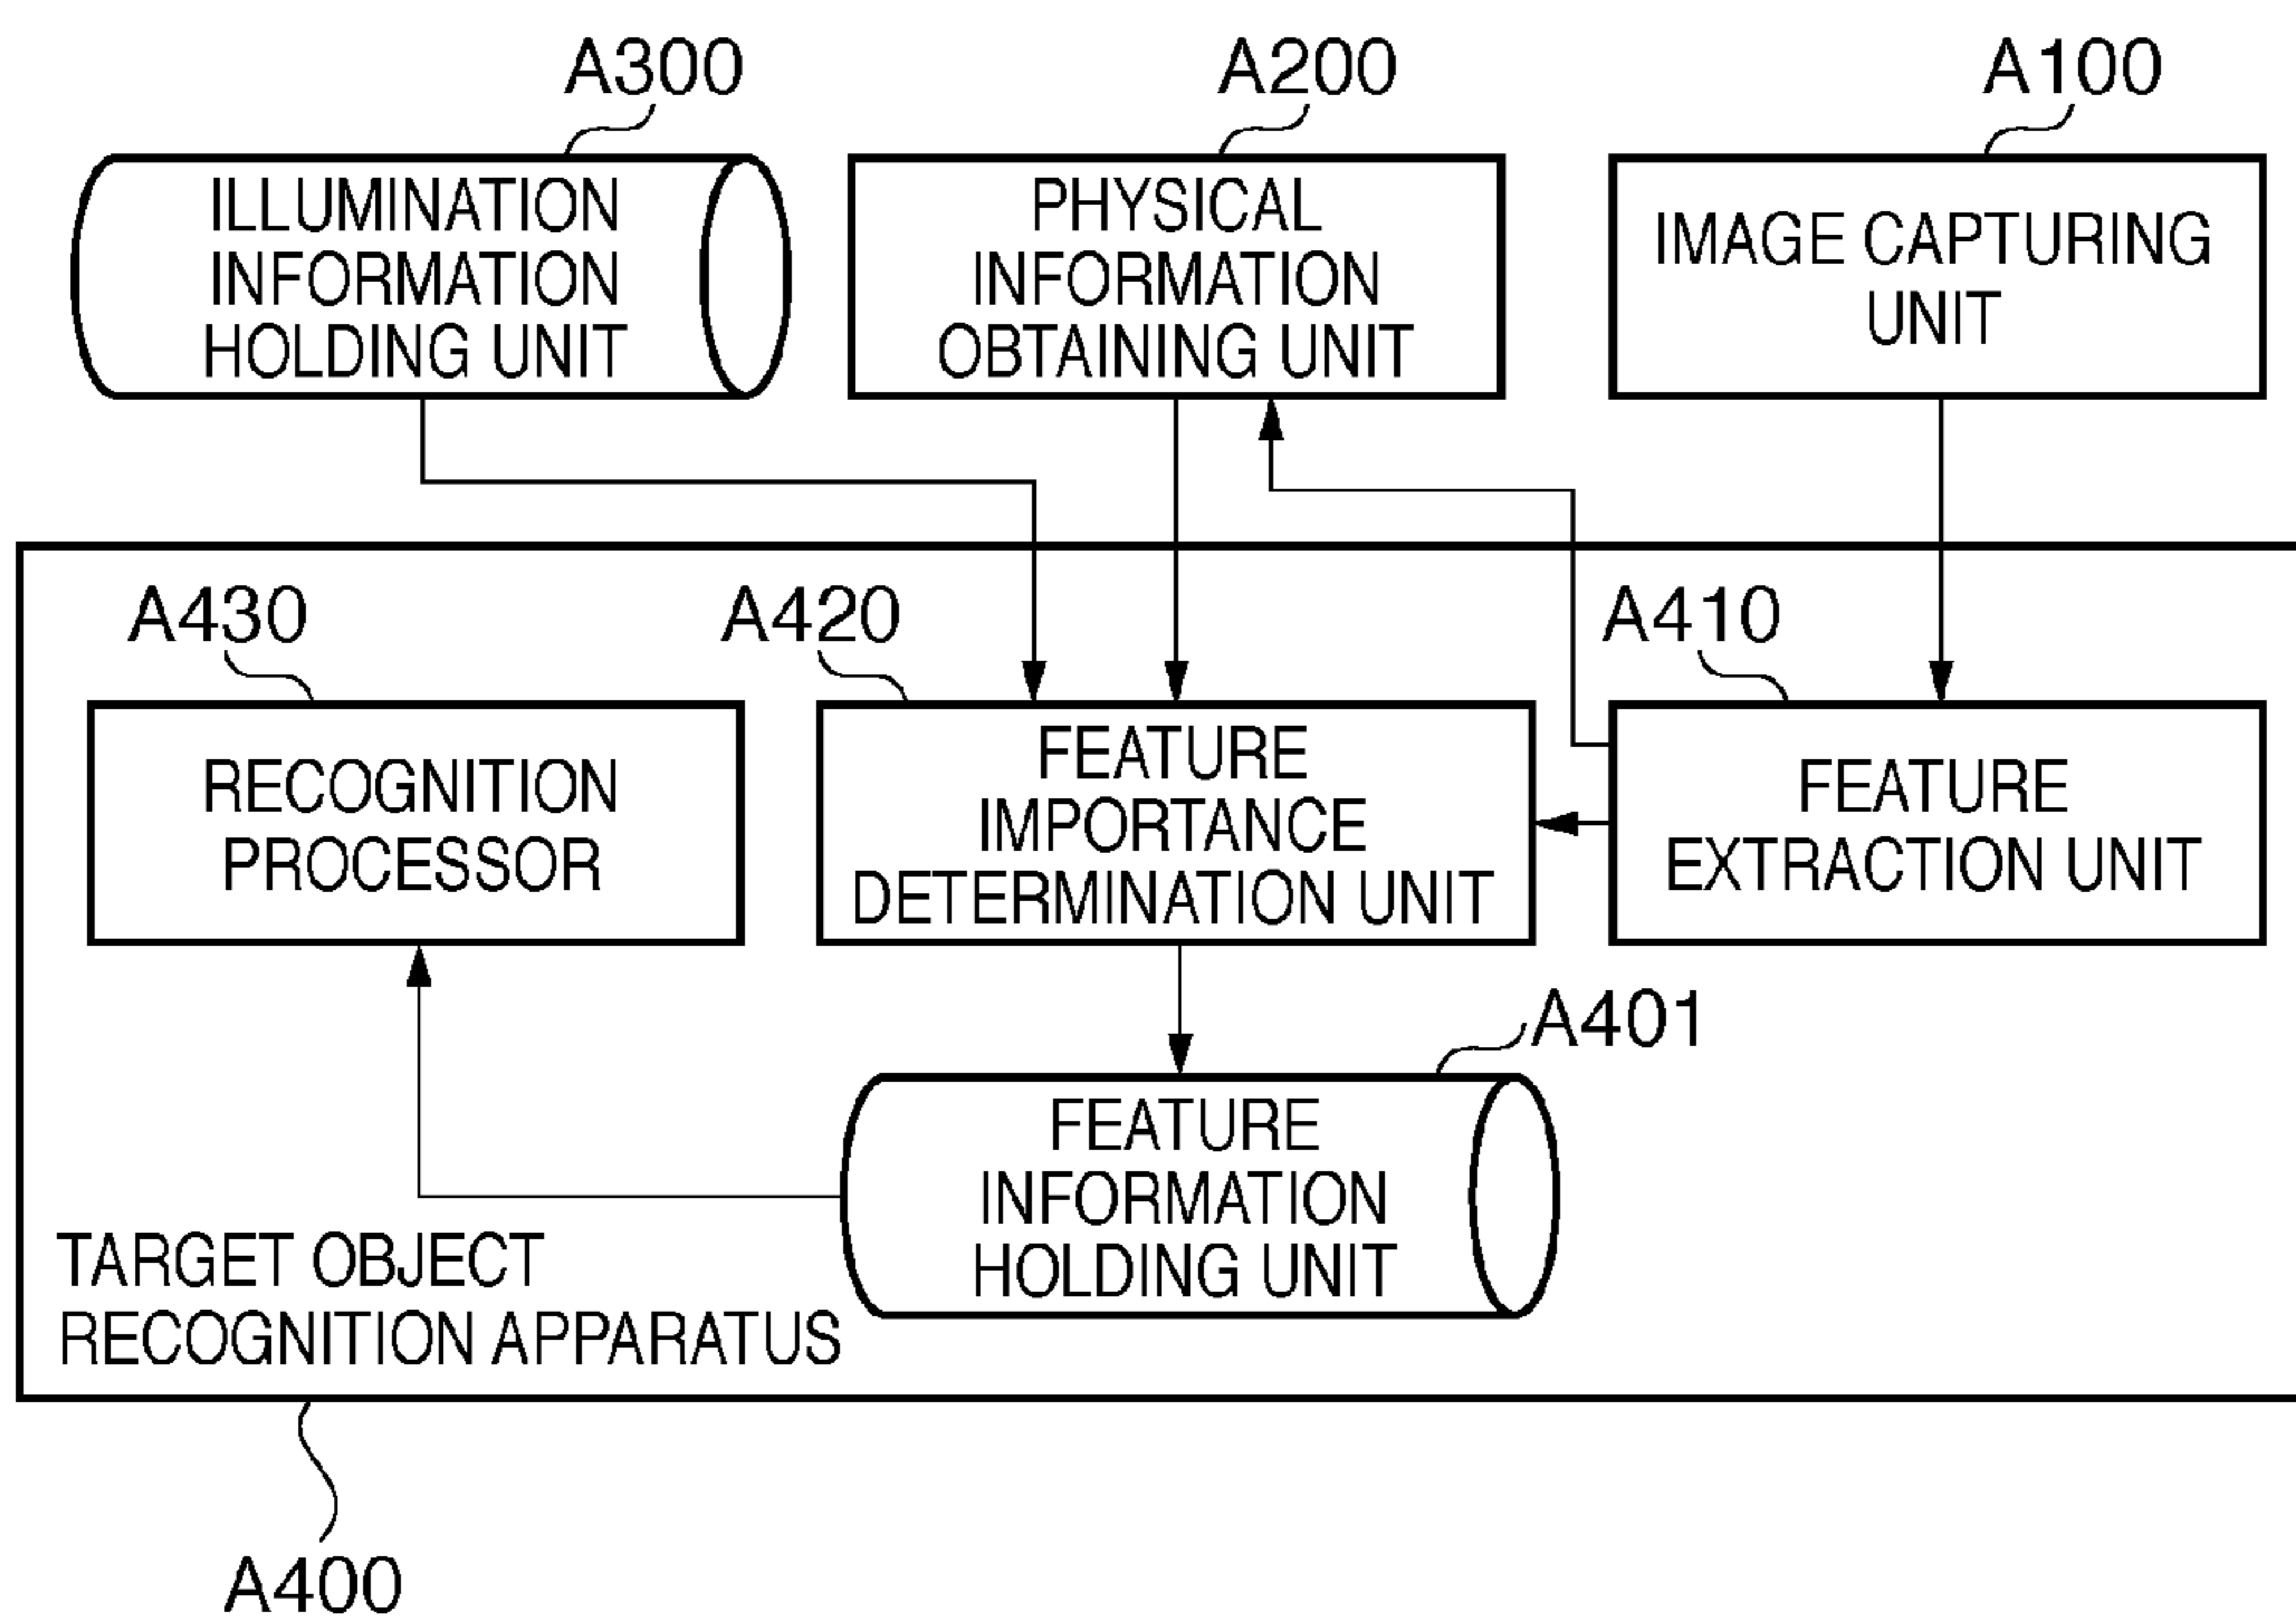 A300
ILLUMINATION
INFORMATION
HOLDING UNIT
A200
PHYSICAL
INFORMATION
OBTAINING UNIT
A100
IMAGE CAPTURING
UNIT
A430
RECOGNITION
PROCESSOR
A420
FEATURE
IMPORTANCE
DETERMINATION UNIT
A410
FEATURE
EXTRACTION UNIT
A401
FEATURE
INFORMATION
HOLDING UNIT
TARGET OBJECT
RECOGNITION APPARATUS
A400